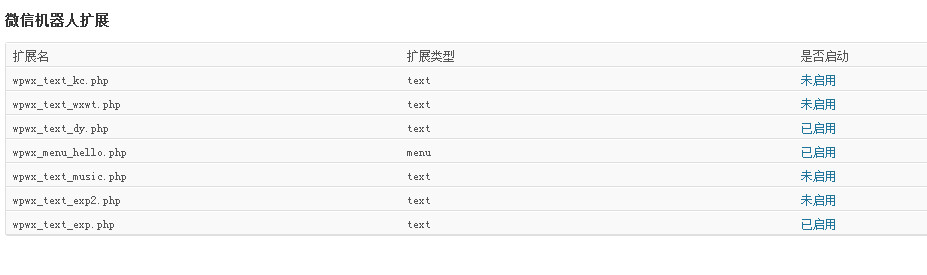 微信机器人扩展
扩展名 扩展类型 是否启动
wpwx_text_kc.php text 未启用
wpwx_text_wxwt.php text 未启用
wpwx_text_dy.php text 已启用
wpwx_menu_hello.php menu 已启用
wpwx_text_music.php text 未启用
wpwx_text_exp2.php text 未启用
wpwx_text_exp.php text 已启用